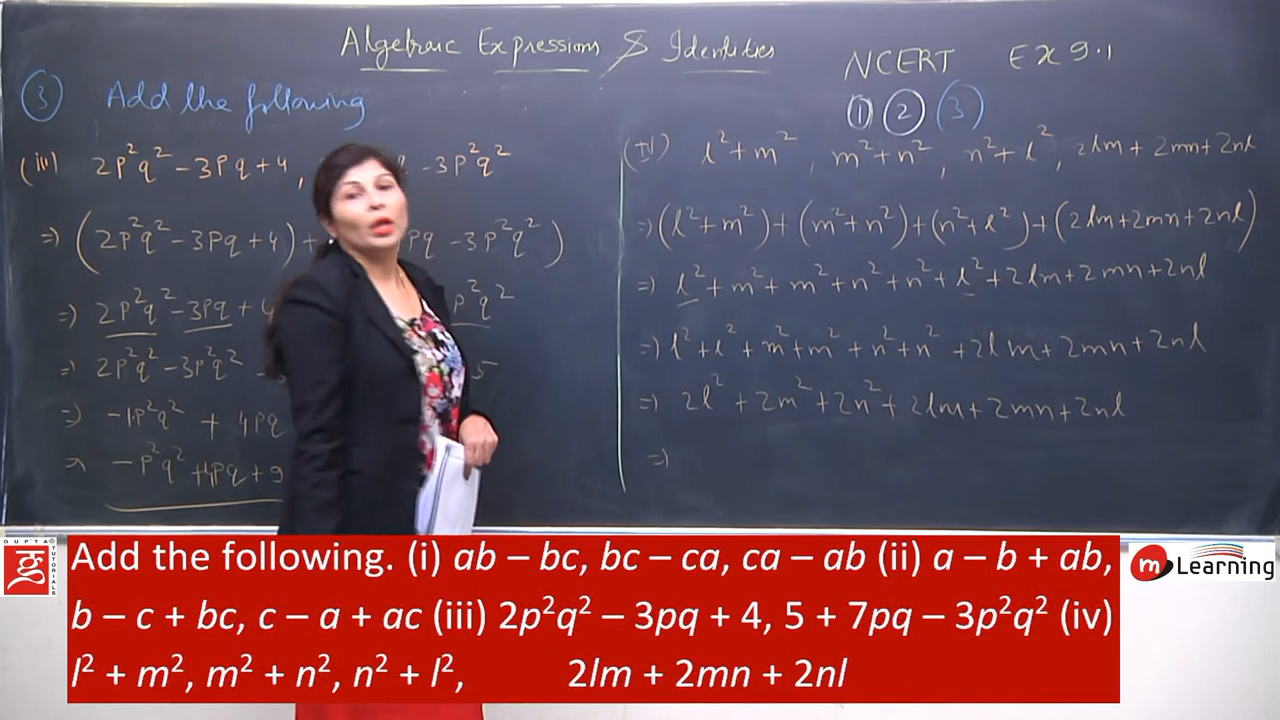 Algebraic Expressions & Identities
NCERT Ex 9.1
① ② ③
③ Add the following
(iii) 2p²q² - 3pq + 4, - 3p²q²
⇒ (2p²q² - 3pq + 4) + pq - 3p²q²)
⇒ 2p²q² - 3pq + p²q²
⇒ 2p²q² - 3p²q² 5
⇒ -1p²q² + 4pq
⇒ -p²q² + 4pq + 9
(iv) l² + m², m² + n², n² + l², 2lm + 2mn + 2nl
⇒ (l² + m²) + (m² + n²) + (n² + l²) + (2lm + 2mn + 2nl)
⇒ l² + m² + m² + n² + n² + l² + 2lm + 2mn + 2nl
⇒ l² + l² + m² + m² + n² + n² + 2lm + 2mn + 2nl
⇒ 2l² + 2m² + 2n² + 2lm + 2mn + 2nl
⇒
GUPTA® TUTORIALS
Add the following. (i) ab – bc, bc – ca, ca – ab (ii) a – b + ab,
b – c + bc, c – a + ac (iii) 2p²q² – 3pq + 4, 5 + 7pq – 3p²q² (iv)
l² + m², m² + n², n² + l², 2lm + 2mn + 2nl
m Learning